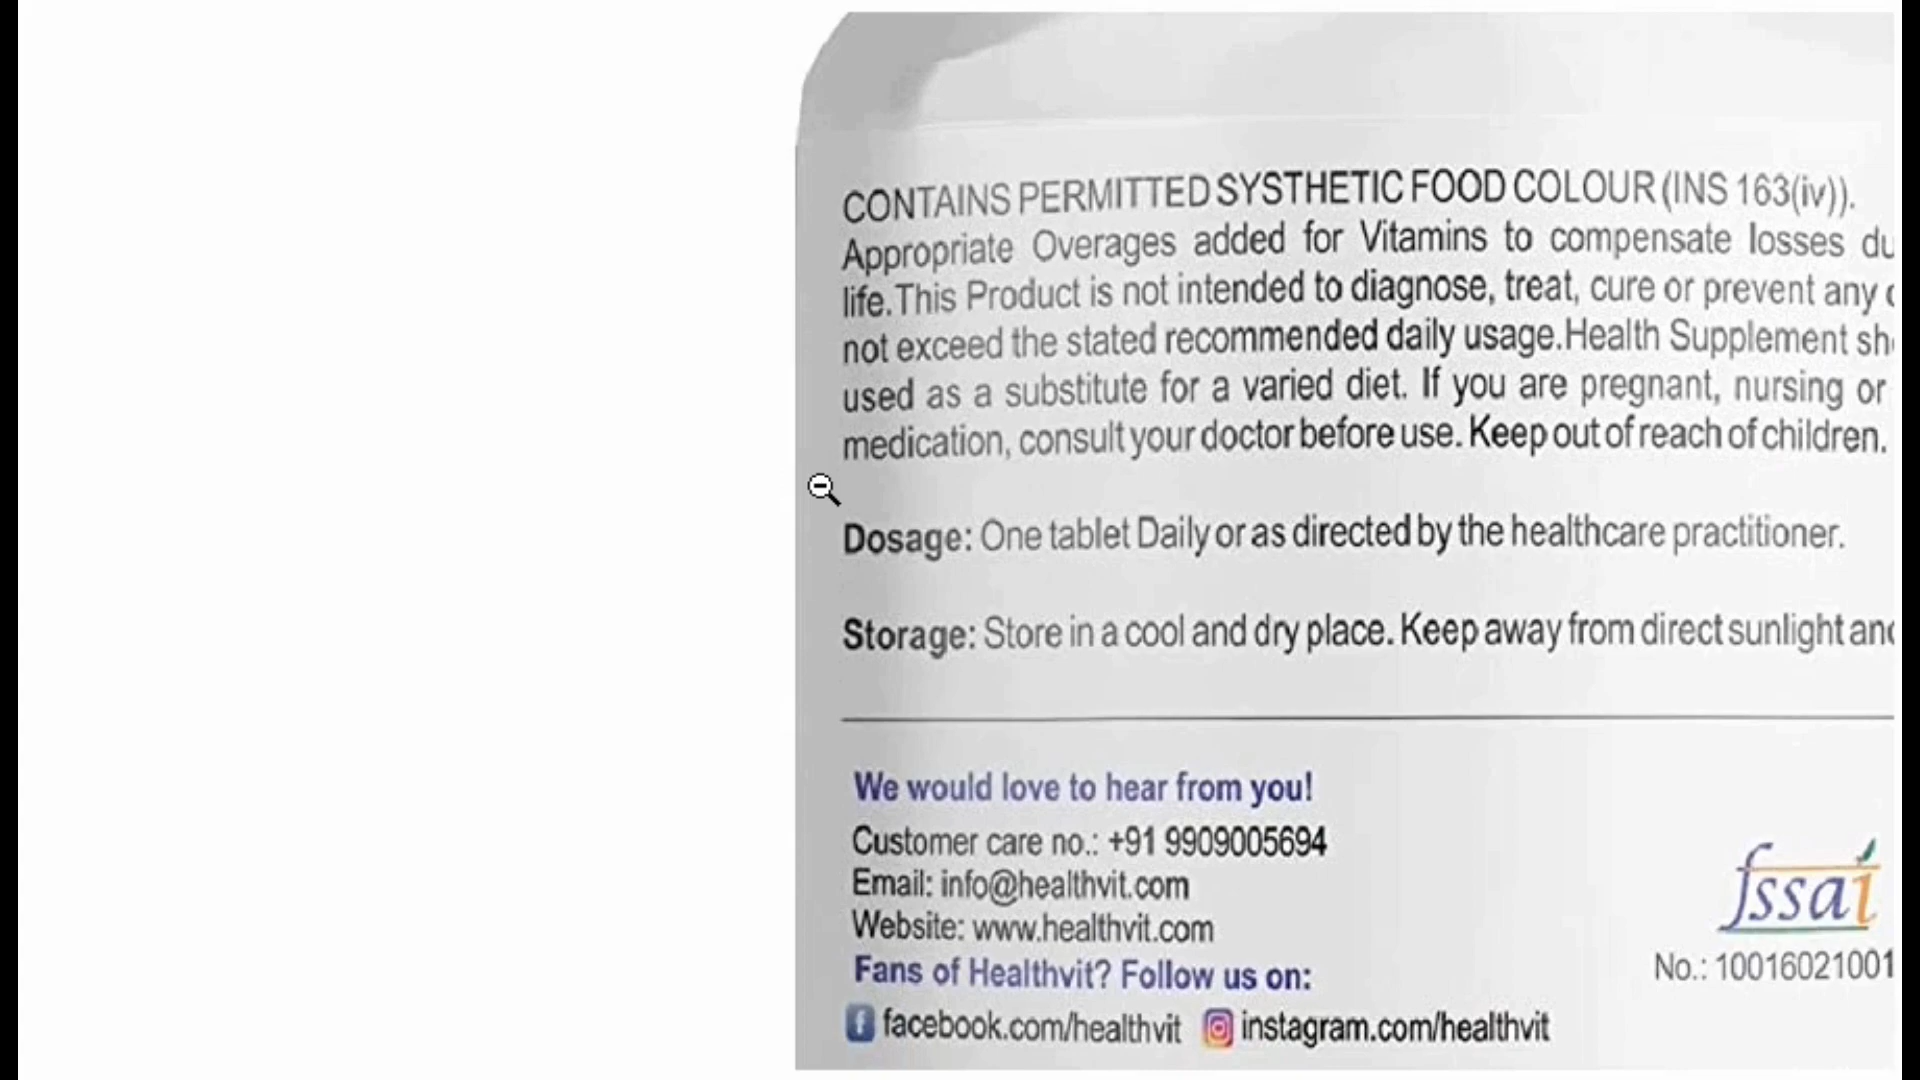 CONTAINS PERMITTED SYSTHETIC FOOD COLOUR (INS 163(iv)).
Appropriate Overages added for Vitamins to compensate losses
life.This Product is not intended to diagnose, treat, cure or prevent any
not exceed the stated recommended daily usage.Health Supplement
used as a substitute for a varied diet. If you are pregnant, nursing or
medication, consult your doctor before use. Keep out of reach of children.
Dosage: One tablet Daily or as directed by the healthcare practitioner.
Storage: Store in a cool and dry place. Keep away from direct sunlight
We would love to hear from you!
Customer care no.: +91 9909005694
Email: info@healthvit.com
Website: www.healthvit.com
Fans of Healthvit? Follow us on:
facebook.com/healthvit instagram.com/healthvit
fssai
No.: 10016021001